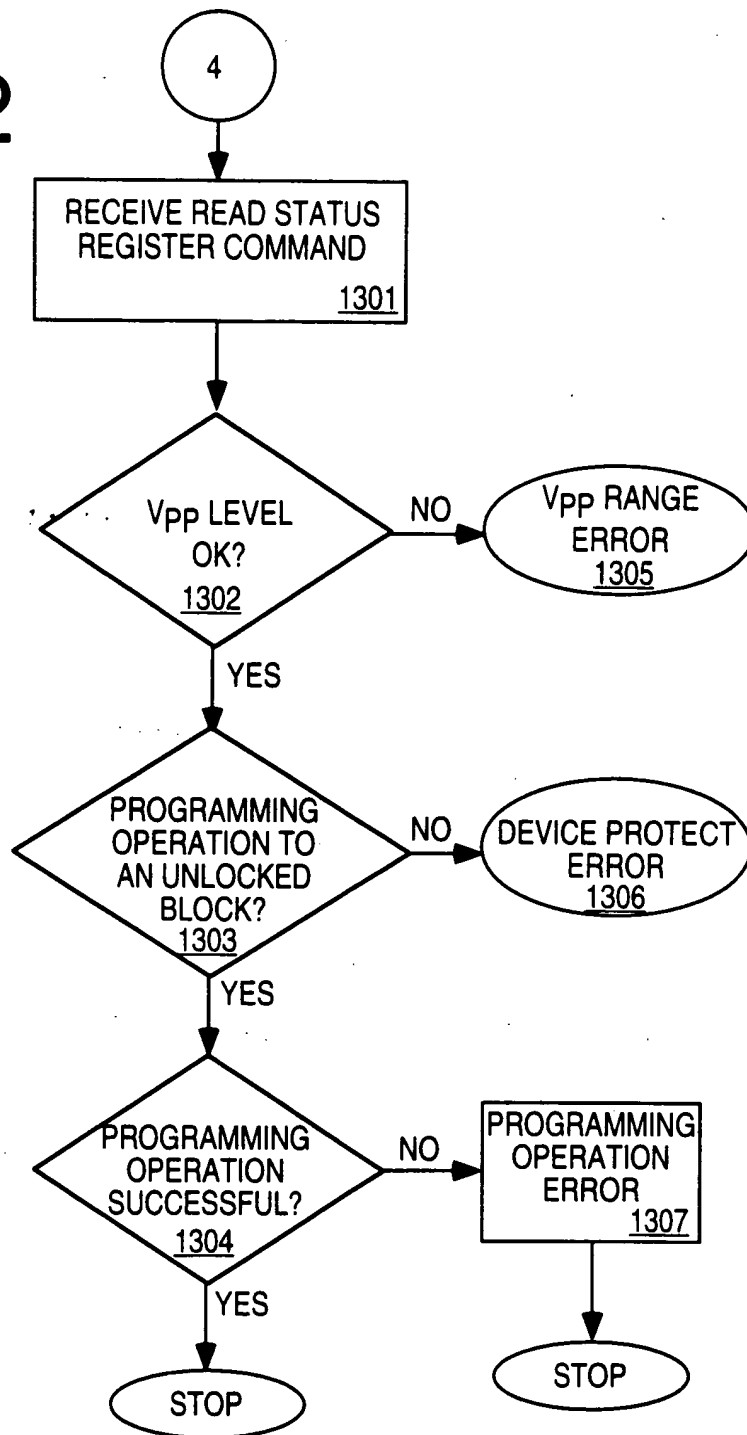 2
4
RECEIVE READ STATUS
REGISTER COMMAND
1301
Vpp LEVEL
OK?
1302
NO
Vpp RANGE
ERROR
1305
YES
PROGRAMMING
OPERATION TO
AN UNLOCKED
BLOCK?
1303
NO
DEVICE PROTECT
ERROR
1306
YES
PROGRAMMING
OPERATION
SUCCESSFUL?
1304
NO
PROGRAMMING
OPERATION
ERROR
1307
YES
STOP
STOP